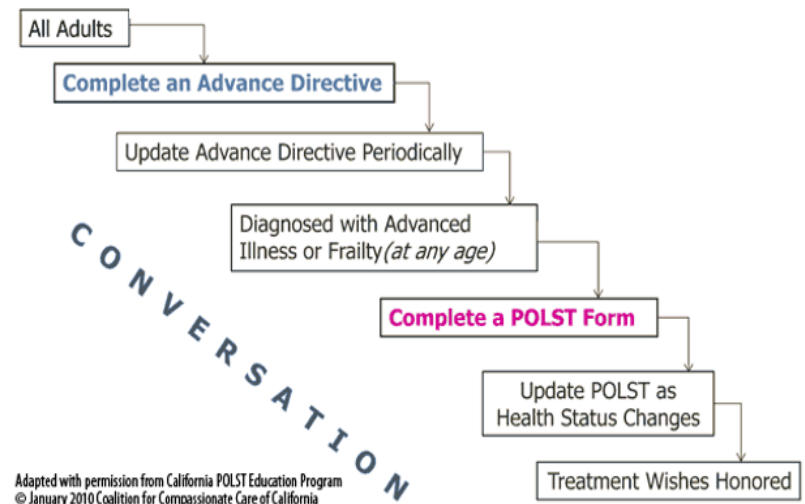 All Adults
Complete an Advance Directive
Update Advance Directive Periodically
Diagnosed with Advanced
Illness or Frailty(at any age)
Complete a POLST Form
Update POLST as
Health Status Changes
Treatment Wishes Honored
CONVERSATION
Adapted with permission from California POLST Education Program
© January 2010 Coalition for Compassionate Care of California